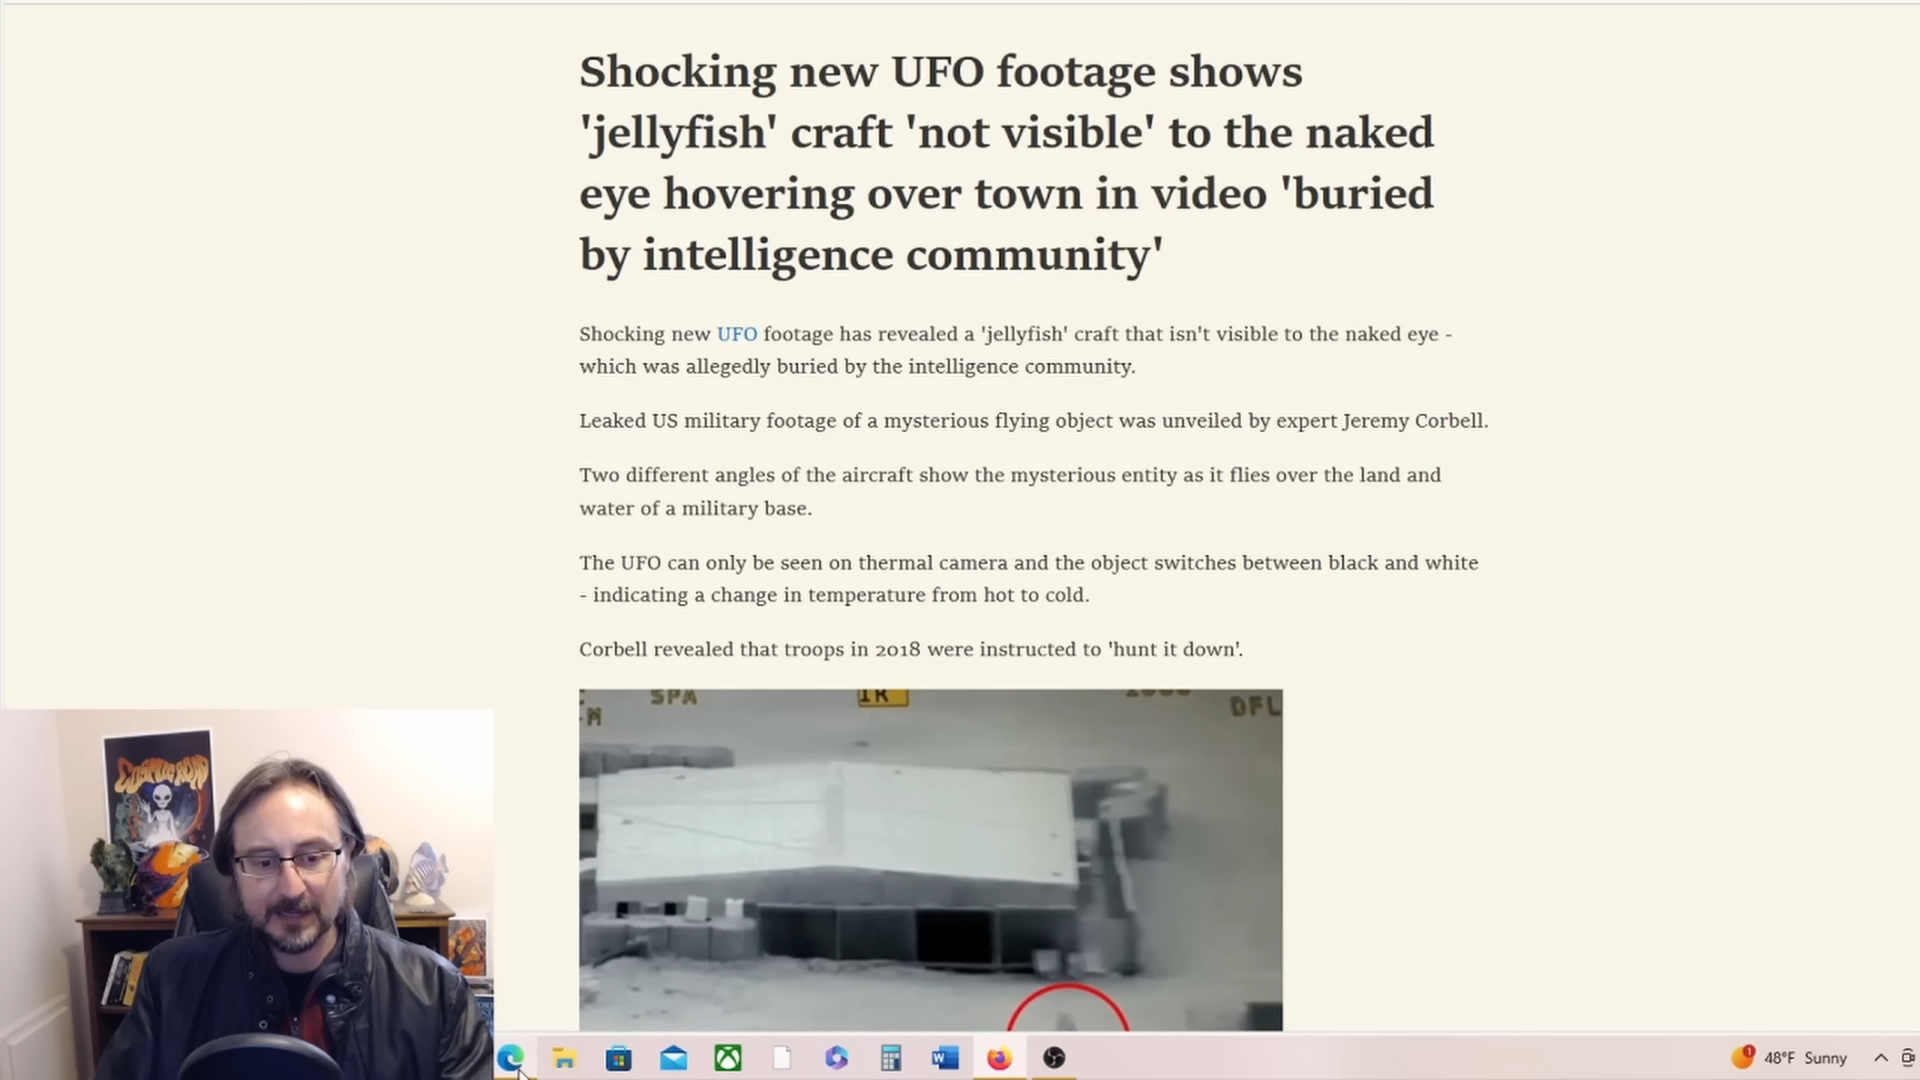 Shocking new UFO footage shows
'jellyfish' craft 'not visible' to the naked
eye hovering over town in video 'buried
by intelligence community'
Shocking new UFO footage has revealed a 'jellyfish' craft that isn't visible to the naked eye -
which was allegedly buried by the intelligence community.
Leaked US military footage of a mysterious flying object was unveiled by expert Jeremy Corbell.
Two different angles of the aircraft show the mysterious entity as it flies over the land and
water of a military base.
The UFO can only be seen on thermal camera and the object switches between black and white
- indicating a change in temperature from hot to cold.
Corbell revealed that troops in 2018 were instructed to 'hunt it down'.
SPA
IR
DFL
COSMIC ROAD
W
1
48°F Sunny